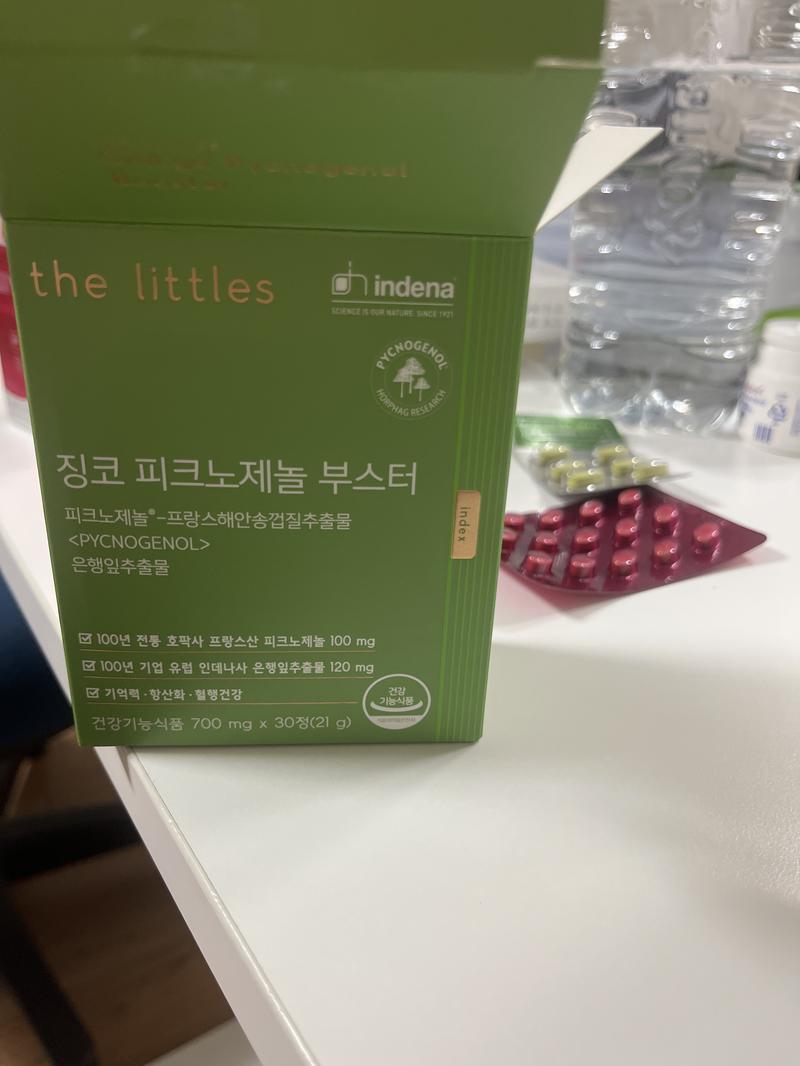 the littles
indena
SCIENCE IS OUR NATURE. SINCE 1921
PYCNOGENOL
HORPHAG RESEARCH
징코 피크노제놀 부스터
피크노제놀®-프랑스해안송껍질추출물
<PYCNOGENOL>
은행잎추출물
index
100년 전통 호팍사 프랑스산 피크노제놀 100 mg
100년 기업 유럽 인데나사 은행잎추출물 120 mg
기억력·항산화·혈행건강
건강
기능식품
건강기능식품 700 mg x 30정(21 g)